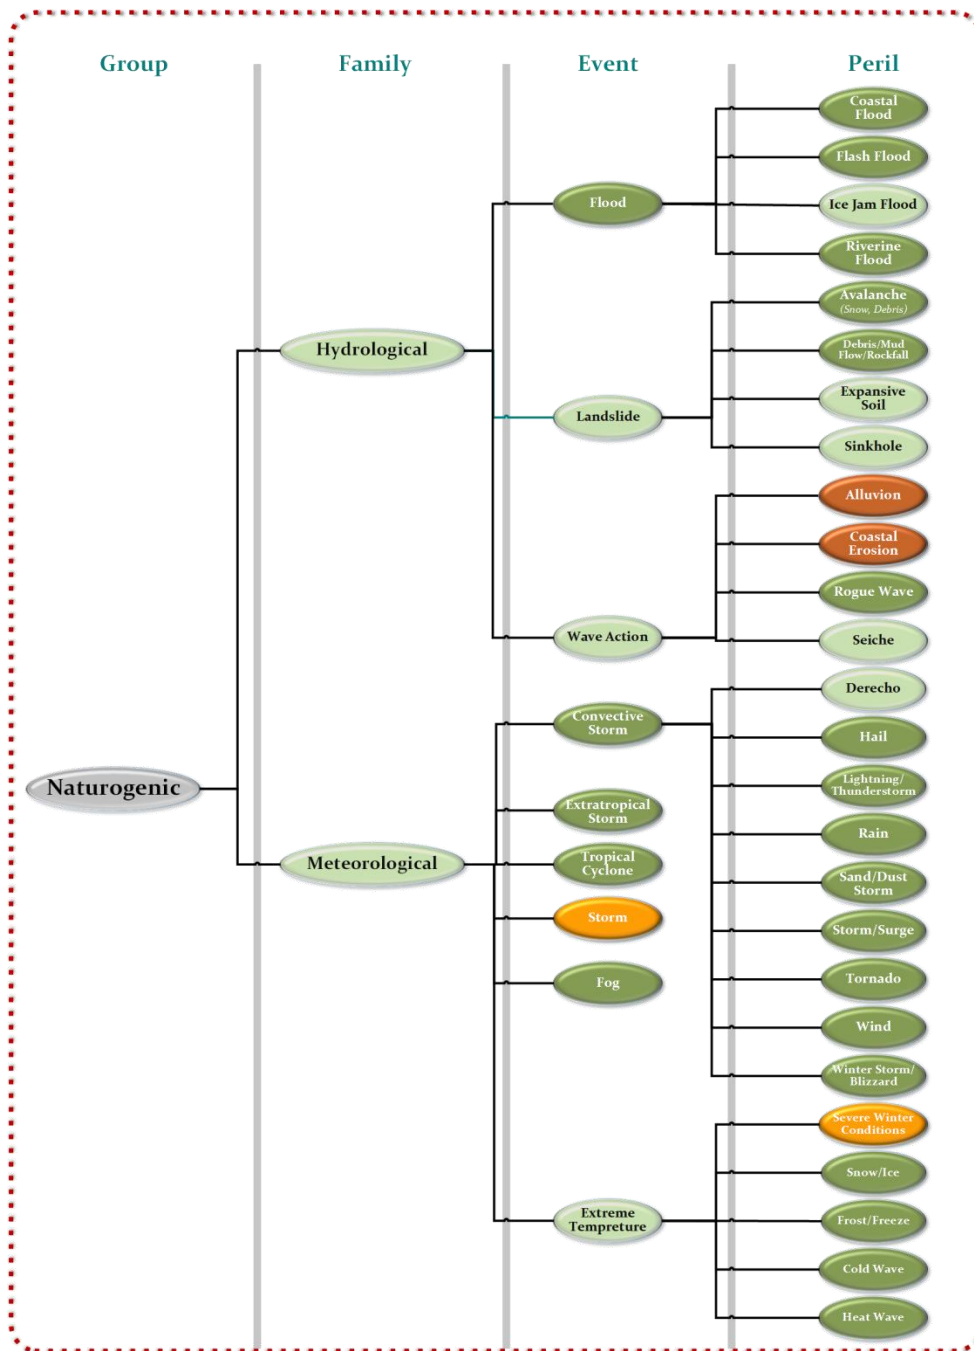 Group
Family
Event
Peril
Coastal
Flood
Flash Flood
Flood
Ice Jam Flood
Riverine
Flood
Avalanche
(Snow, Debris)
Hydrological
Debris/Mud
Flow/Rockfall
Expansive
Soil
Landslide
Sinkhole
Alluvion
Coastal
Erosion
Rogue Wave
Wave Action
Seiche
Derecho
Convective
Storm
Hail
Naturogenic
Lightning/
Thunderstorm
Extratropical
Storm
Rain
Meteorological
Tropical
Cyclone
Sand/Dust
Storm
Storm
Storm/Surge
Fog
Tornado
Wind
Winter Storm/
Blizzard
Severe Winter
Conditions
Snow/Ice
Extreme
Tempreture
Frost/Freeze
Cold Wave
Heat Wave